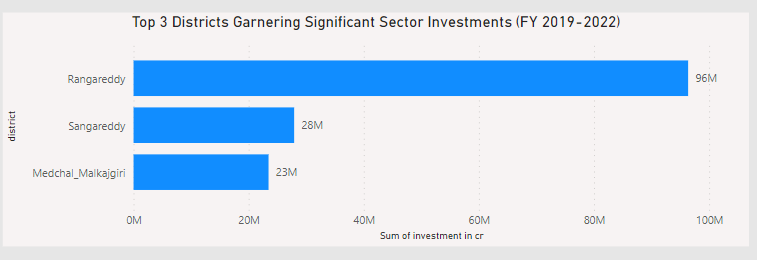 Top 3 Districts Garnering Significant Sector Investments (FY 2019-2022)
district
Rangareddy
96M
Sangareddy
28M
Medchal_Malkajgiri
23M
0M 20M 40M 60M 80M 100M
Sum of investment in cr